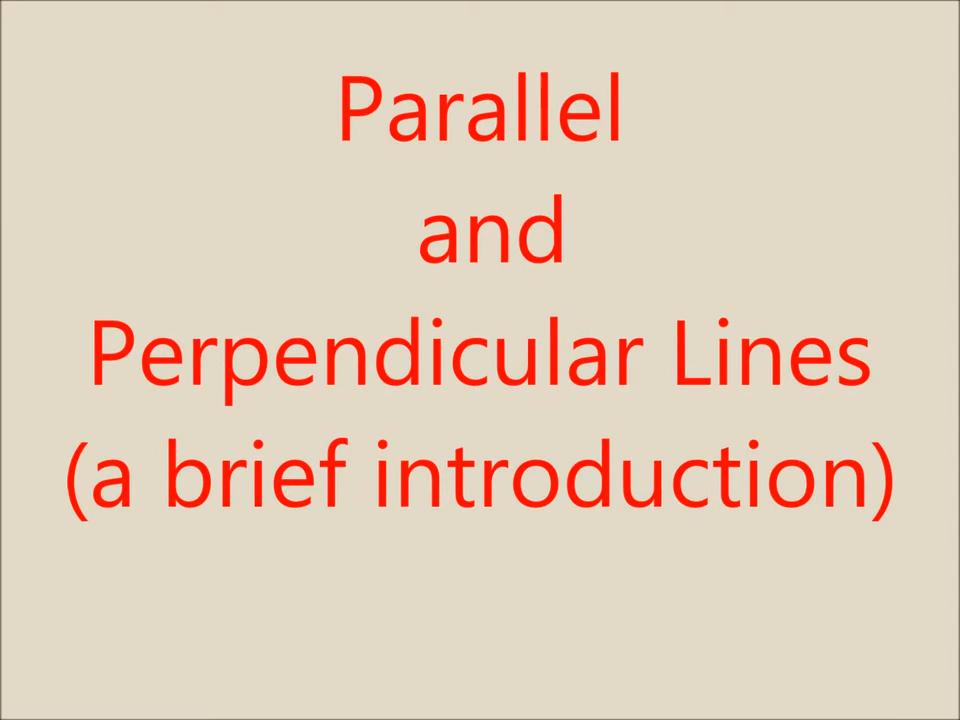 Parallel
and
Perpendicular Lines
(a brief introduction)